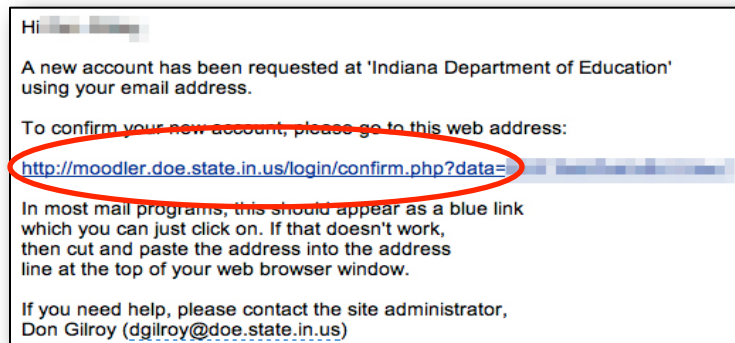 Hi
A new account has been requested at 'Indiana Department of Education'
using your email address.
To confirm your new account, please go to this web address:
http://moodler.doe.state.in.us/login/confirm.php?data=
In most mail programs, this should appear as a blue link
which you can just click on. If that doesn't work,
then cut and paste the address into the address
line at the top of your web browser window.
If you need help, please contact the site administrator,
Don Gilroy (dgilroy@doe.state.in.us)